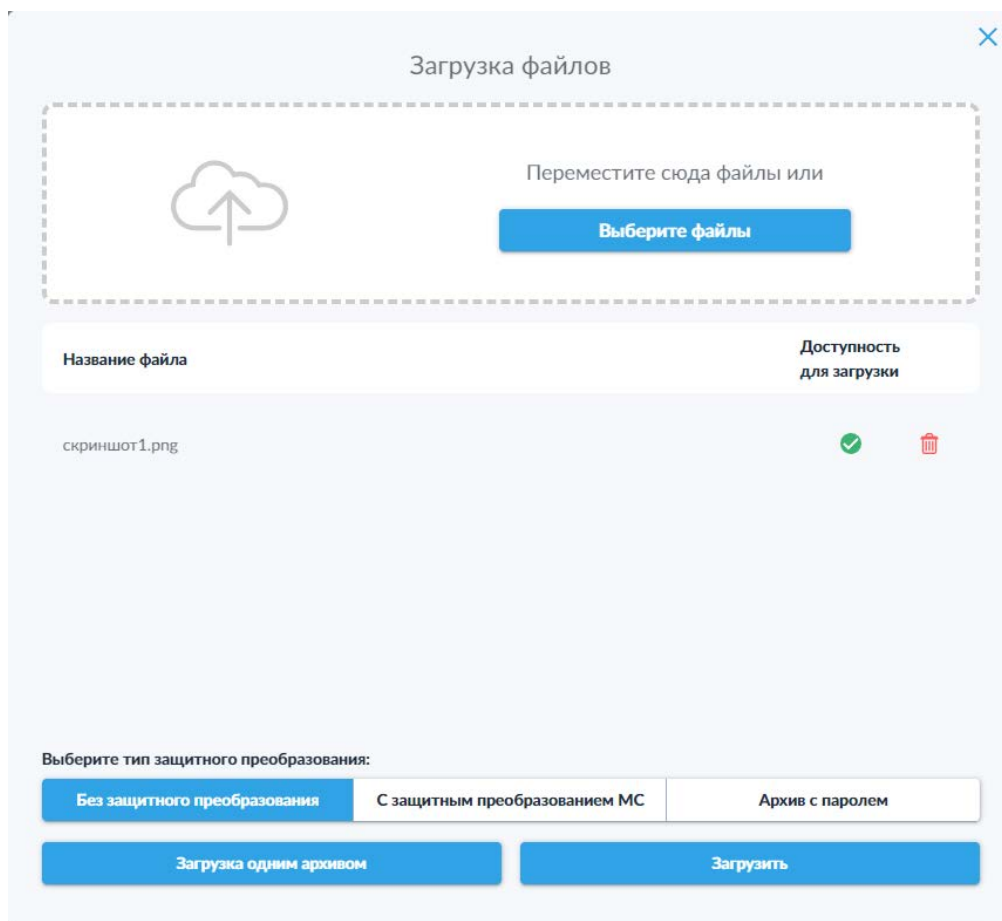 Загрузка файлов
Переместите сюда файлы или
Выберите файлы
Название файла
Доступность
для загрузки
скриншот1.png
Выберите тип защитного преобразования:
Без защитного преобразования
С защитным преобразованием МС
Архив с паролем
Загрузка одним архивом
Загрузить